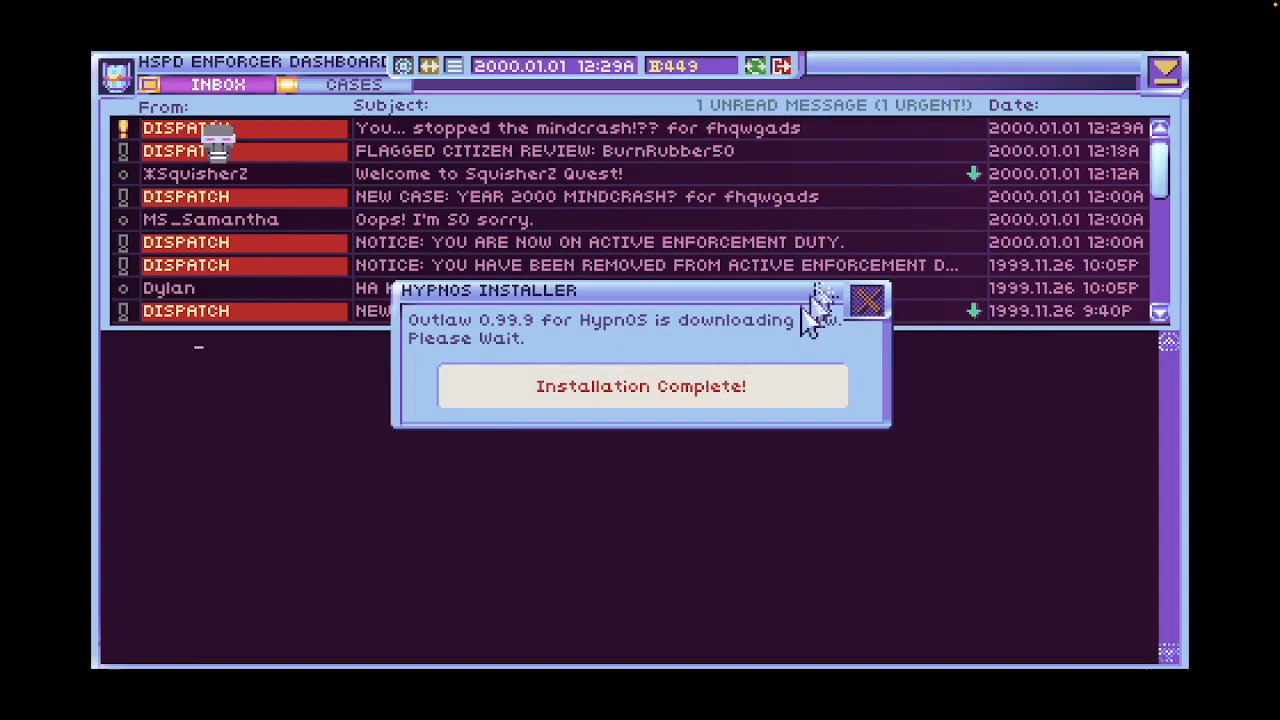 HSPD ENFORCER DASHBOARD
2000.01.01 12:29A
449
INBOX
CASES
From:
Subject:
1 UNREAD MESSAGE (1 URGENT!)
Date:
DISPATCH
You... stopped the mindcrash!?? for fhqwgads
2000.01.01 12:29A
DISPATCH
FLAGGED CITIZEN REVIEW: BurnRubber50
2000.01.01 12:18A
ӾSquisherZ
Welcome to SquisherZ Quest!
2000.01.01 12:12A
DISPATCH
NEW CASE: YEAR 2000 MINDCRASH? for fhqwgads
2000.01.01 12:00A
MS_Samantha
Oops! I'm SO sorry.
2000.01.01 12:00A
DISPATCH
NOTICE: YOU ARE NOW ON ACTIVE ENFORCEMENT DUTY.
2000.01.01 12:00A
DISPATCH
NOTICE: YOU HAVE BEEN REMOVED FROM ACTIVE ENFORCEMENT D...
1999.11.26 10:05P
Dylan
HA
1999.11.26 10:05P
DISPATCH
NEW
1999.11.26 9:40P
HYPNOS INSTALLER
Outlaw 0.99.9 for HypnOS is downloading
Please Wait.
Installation Complete!